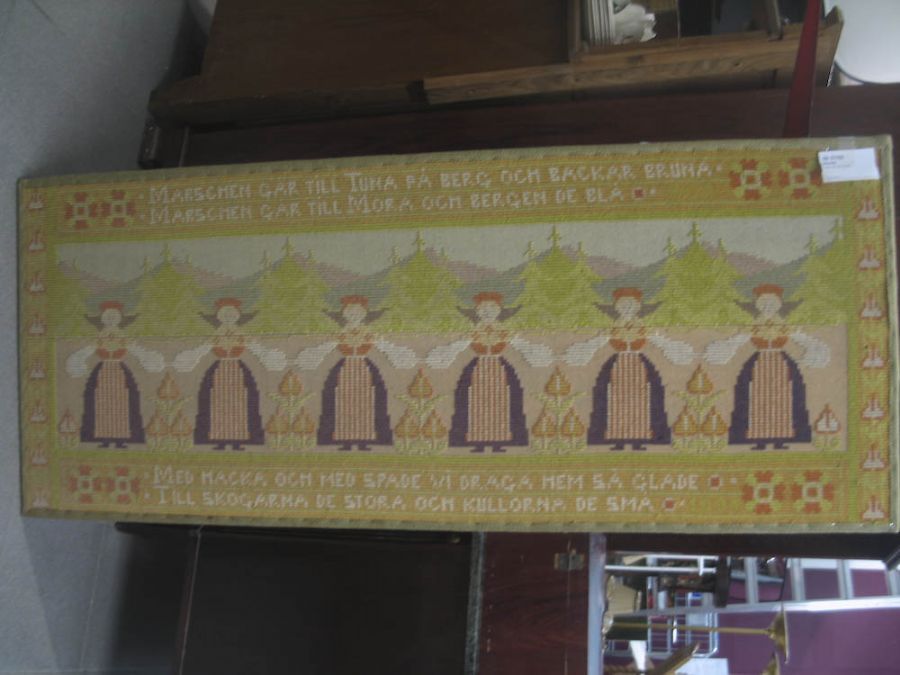 MARSCHEN GÅR TILL TUNA PÅ BERG OCH BACKAR BRUNA
MARSCHEN GÅR TILL MORA OCH BERGEN DE BLÅ
MED HACKA OCH MED SPADE VI DRAGA HEM SÅ GLADE
TILL SKOGARNA DE STORA OCH KULLORNA DE SMÅ